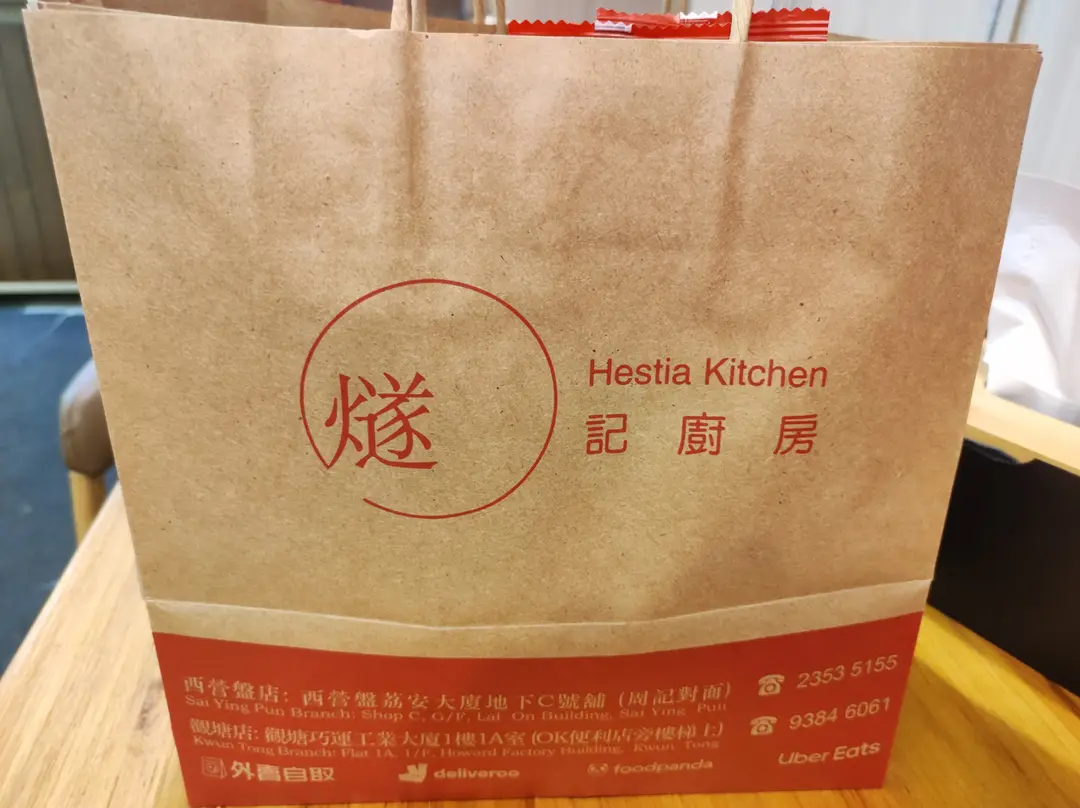 燧
Hestia Kitchen
記廚房
西營盤店: 西營盤荔安大廈地下C號舖 (周記對面)
Sai Ying Pun Branch: Shop C, G/F, Lai On Building, Sai Ying Pun
☎ 2353 5155
觀塘店: 觀塘巧運工業大廈1樓1A室 (OK便利店旁樓梯上)
Kwun Tong Branch: Flat 1A, 1/F, Howard Factory Building, Kwun Tong
☎ 9384 6061
外賣自取
deliveroo
foodpanda
Uber Eats